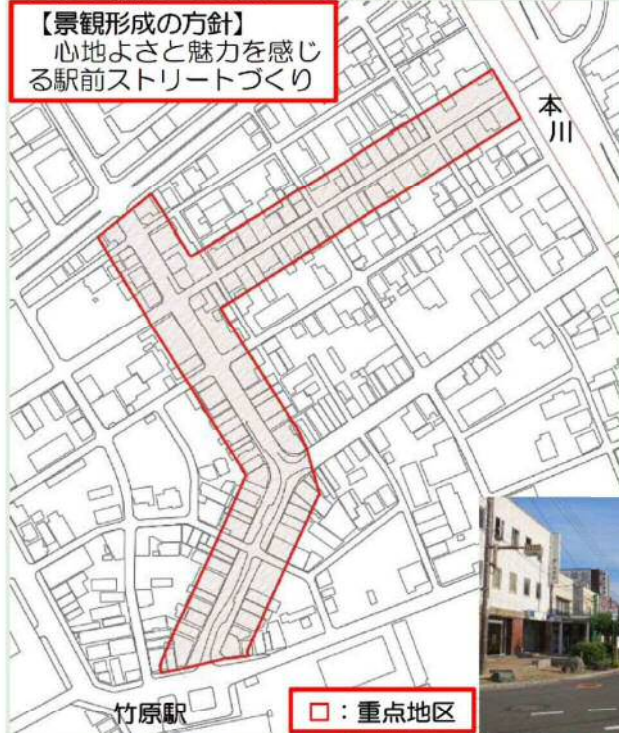 【景観形成の方針】
心地よさと魅力を感じ
る駅前ストリートづくり
本川
竹原駅
□：重点地区